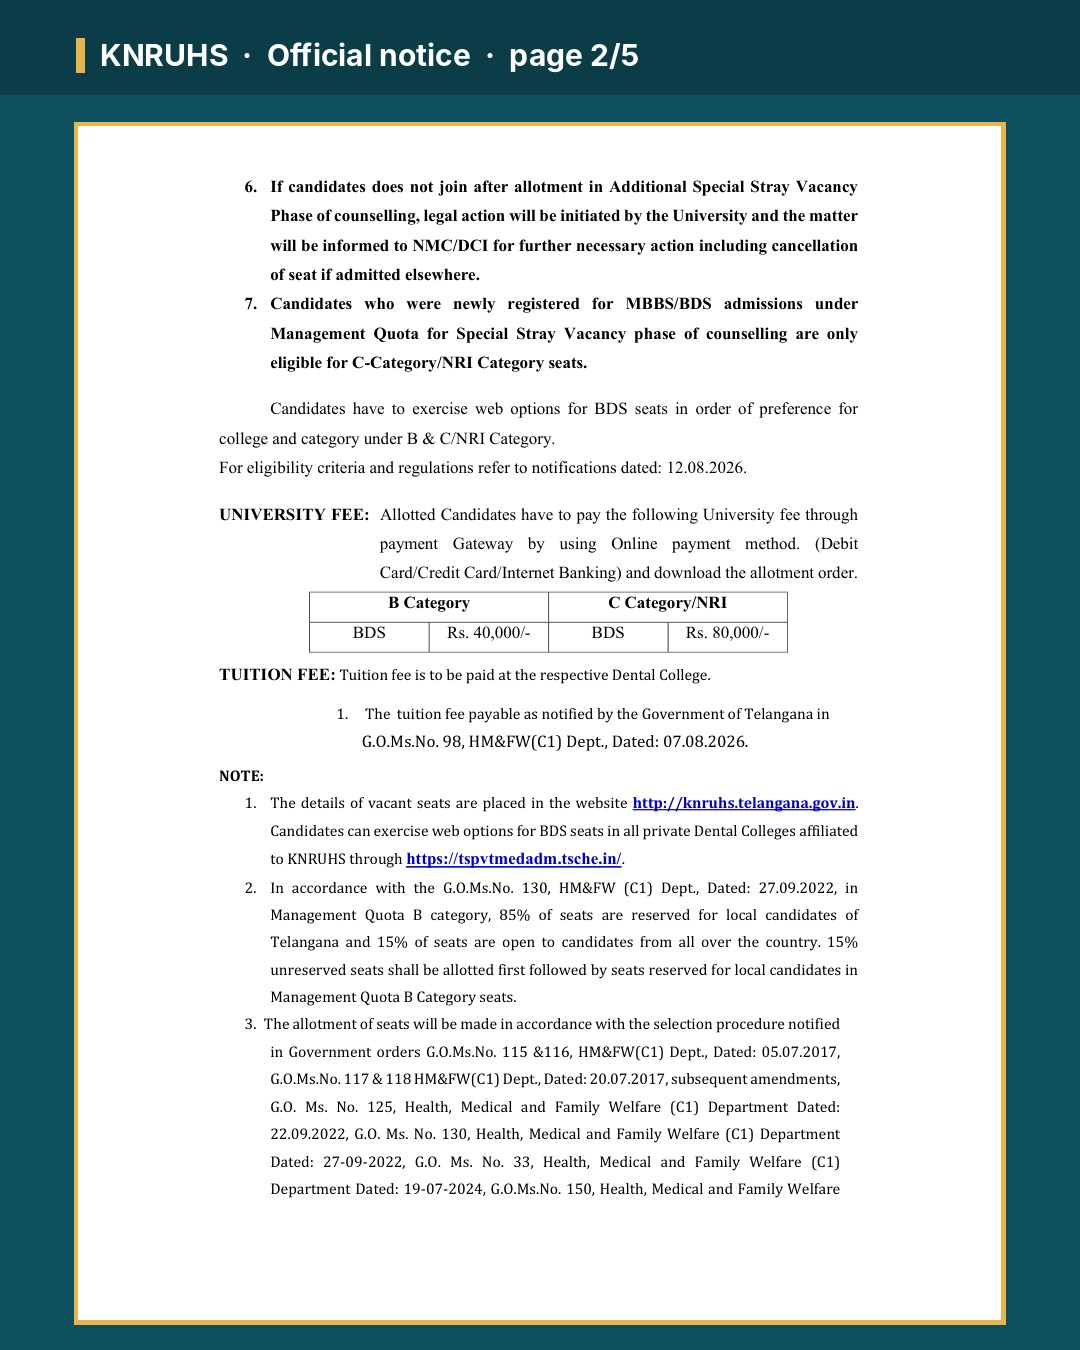 KNRUHS · Official notice · page 2/5
6. If candidates does not join after allotment in Additional Special Stray Vacancy
Phase of counselling, legal action will be initiated by the University and the matter
will be informed to NMC/DCI for further necessary action including cancellation
of seat if admitted elsewhere.
7. Candidates who were newly registered for MBBS/BDS admissions under
Management Quota for Special Stray Vacancy phase of counselling are only
eligible for C-Category/NRI Category seats.
Candidates have to exercise web options for BDS seats in order of preference for
college and category under B & C/NRI Category.
For eligibility criteria and regulations refer to notifications dated: 12.08.2026.
UNIVERSITY FEE: Allotted Candidates have to pay the following University fee through
payment Gateway by using Online payment method. (Debit
Card/Credit Card/Internet Banking) and download the allotment order.
B Category C Category/NRI
BDS Rs. 40,000/- BDS Rs. 80,000/-
TUITION FEE: Tuition fee is to be paid at the respective Dental College.
1. The tuition fee payable as notified by the Government of Telangana in
G.O.Ms.No. 98, HM&FW(C1) Dept., Dated: 07.08.2026.
NOTE:
1. The details of vacant seats are placed in the website http://knruhs.telangana.gov.in.
Candidates can exercise web options for BDS seats in all private Dental Colleges affiliated
to KNRUHS through https://tspvtmedadm.tsche.in/.
2. In accordance with the G.O.Ms.No. 130, HM&FW (C1) Dept., Dated: 27.09.2022, in
Management Quota B category, 85% of seats are reserved for local candidates of
Telangana and 15% of seats are open to candidates from all over the country. 15%
unreserved seats shall be allotted first followed by seats reserved for local candidates in
Management Quota B Category seats.
3. The allotment of seats will be made in accordance with the selection procedure notified
in Government orders G.O.Ms.No. 115 &116, HM&FW(C1) Dept., Dated: 05.07.2017,
G.O.Ms.No. 117 & 118 HM&FW(C1) Dept., Dated: 20.07.2017, subsequent amendments,
G.O. Ms. No. 125, Health, Medical and Family Welfare (C1) Department Dated:
22.09.2022, G.O. Ms. No. 130, Health, Medical and Family Welfare (C1) Department
Dated: 27-09-2022, G.O. Ms. No. 33, Health, Medical and Family Welfare (C1)
Department Dated: 19-07-2024, G.O.Ms.No. 150, Health, Medical and Family Welfare